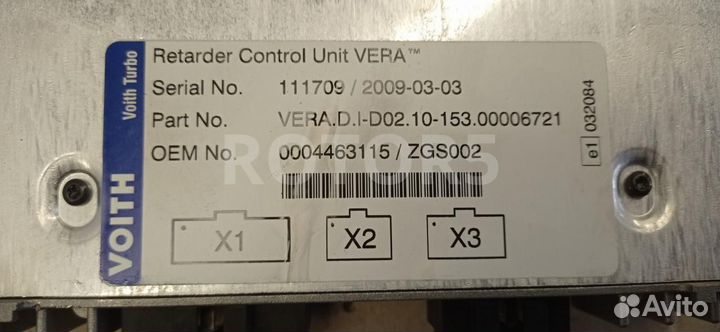 VOITH Voith Turbo
Retarder Control Unit VERA™
Serial No. 111709 / 2009-03-03
Part No. VERA.D.I-D02.10-153.00006721
OEM No. 0004463115 / ZGS002
e1 032084
ROTOR5
X1 X2 X3
Avito